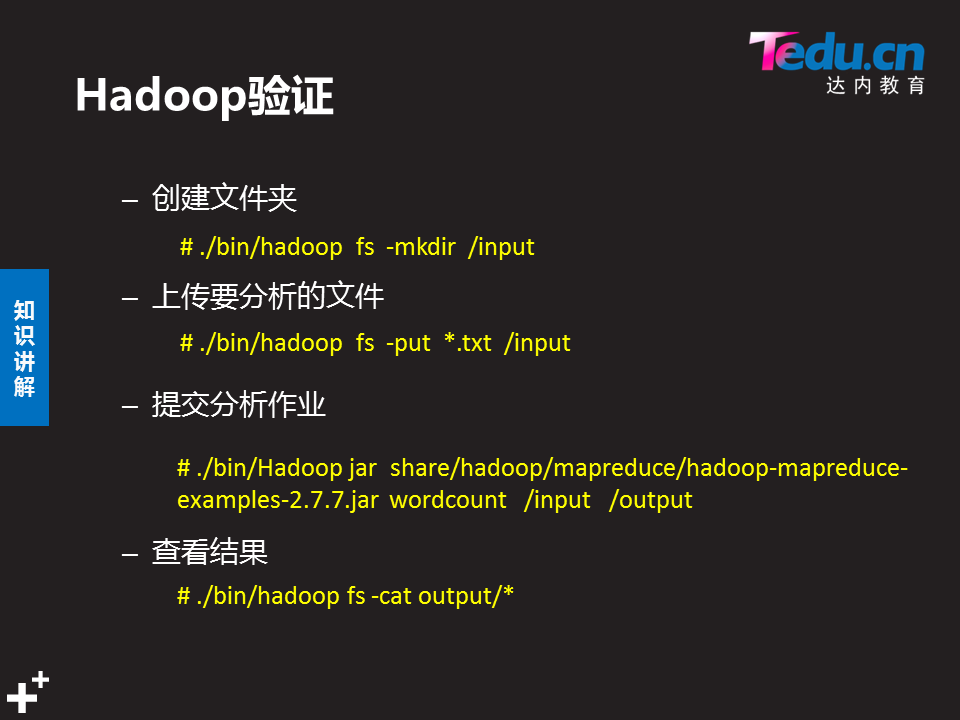 Tedu.cn
达内教育
Hadoop验证
– 创建文件夹
# ./bin/hadoop fs -mkdir /input
– 上传要分析的文件
# ./bin/hadoop fs -put *.txt /input
知
识
讲
解
– 提交分析作业
# ./bin/Hadoop jar share/hadoop/mapreduce/hadoop-mapreduce-
examples-2.7.7.jar wordcount /input /output
– 查看结果
# ./bin/hadoop fs -cat output/*